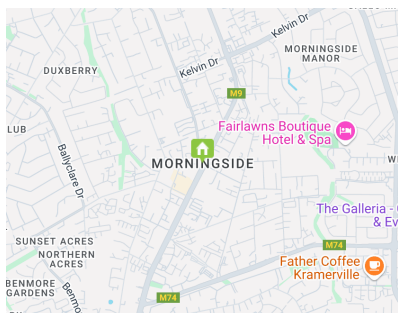 Kelvin Dr
MORNINGSIDE
MANOR
Kelvin Dr
DUXBERRY
M9
Fairlawns Boutique
Hotel & Spa
LUB
MORNINGSIDE
W
Ballyclare Dr
The Galleria -
& Ev
SUNSET ACRES
M74
NORTHERN
ACRES
Father Coffee
Kramerville
BENMORE
GARDENS
Benmo
M74